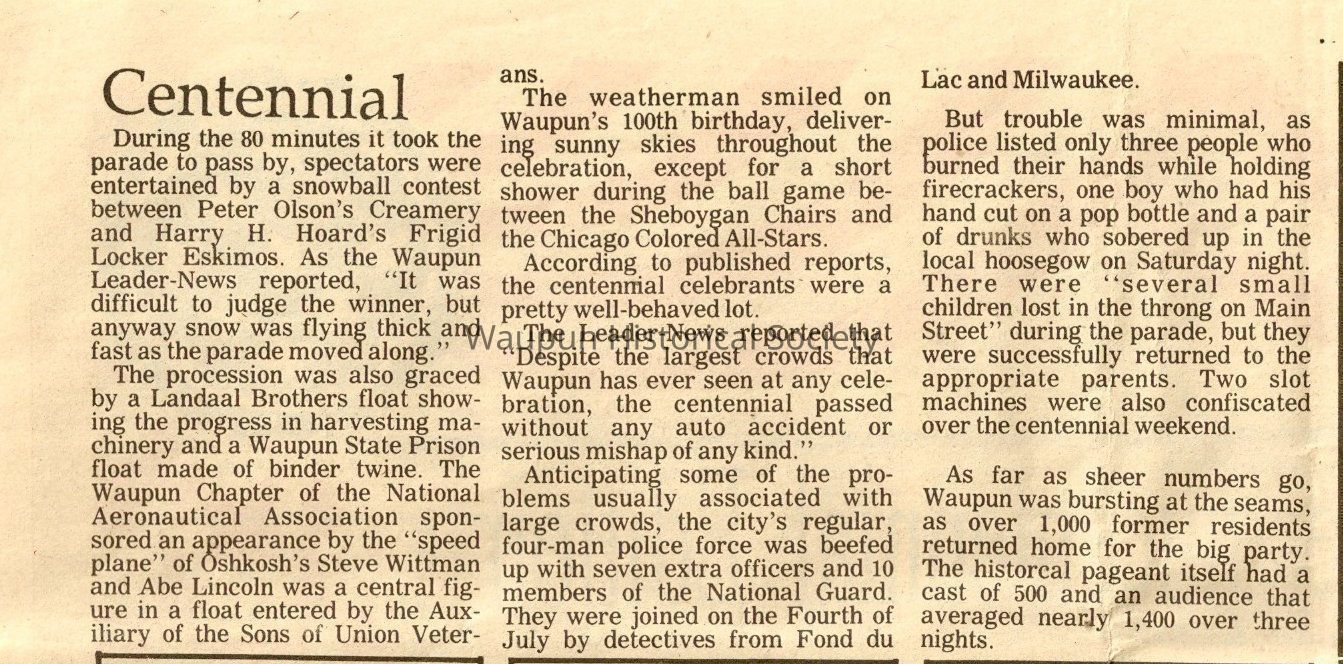 Centennial
During the 80 minutes it took the
parade to pass by, spectators were
entertained by a snowball contest
between Peter Olson's Creamery
and Harry H. Hoard's Frigid
Locker Eskimos. As the Waupun
Leader-News reported, "It was
difficult to judge the winner, but
anyway snow was flying thick and
fast as the parade moved along."
The procession was also graced
by a Landaal Brothers float show-
ing the progress in harvesting ma-
chinery and a Waupun State Prison
float made of binder twine. The
Waupun Chapter of the National
Aeronautical Association spon-
sored an appearance by the "speed
plane" of Oshkosh's Steve Wittman
and Abe Lincoln was a central fig-
ure in a float entered by the Aux-
iliary of the Sons of Union Veter-
ans.
The weatherman smiled on
Waupun's 100th birthday, deliver-
ing sunny skies throughout the
celebration, except for a short
shower during the ball game be-
tween the Sheboygan Chairs and
the Chicago Colored All-Stars.
According to published reports,
the centennial celebrants were a
pretty well-behaved lot.
The Leader-News reported that
"Despite the largest crowds that
Waupun has ever seen at any cele-
bration, the centennial passed
without any auto accident or
serious mishap of any kind."
Anticipating some of the pro-
blems usually associated with
large crowds, the city's regular,
four-man police force was beefed
up with seven extra officers and 10
members of the National Guard.
They were joined on the Fourth of
July by detectives from Fond du
Lac and Milwaukee.
But trouble was minimal, as
police listed only three people who
burned their hands while holding
firecrackers, one boy who had his
hand cut on a pop bottle and a pair
of drunks who sobered up in the
local hoosegow on Saturday night.
There were "several small
children lost in the throng on Main
Street" during the parade, but they
were successfully returned to the
appropriate parents. Two slot
machines were also confiscated
over the centennial weekend.
As far as sheer numbers go,
Waupun was bursting at the seams,
as over 1,000 former residents
returned home for the big party.
The historcal pageant itself had a
cast of 500 and an audience that
averaged nearly 1,400 over three
nights.
Waupun Historical Society